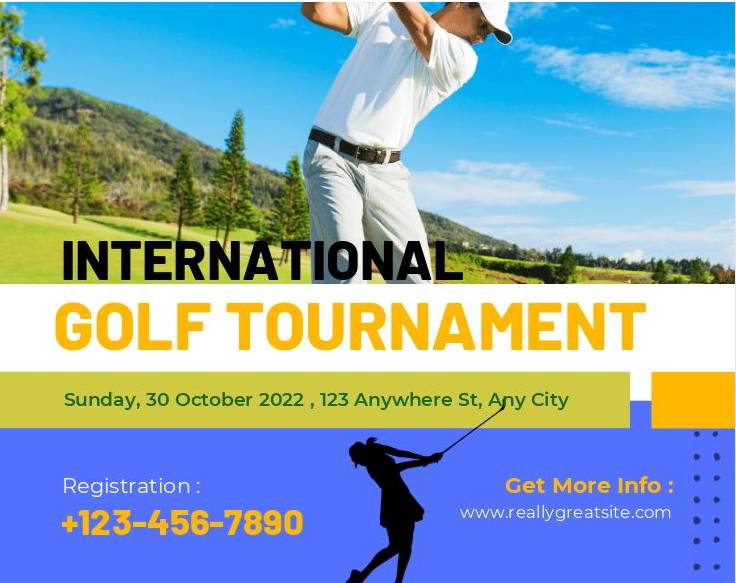 INTERNATIONAL
GOLF TOURNAMENT
Sunday, 30 October 2022 , 123 Anywhere St, Any City
Registration :
+123-456-7890
Get More Info :
www.reallygreatsite.com